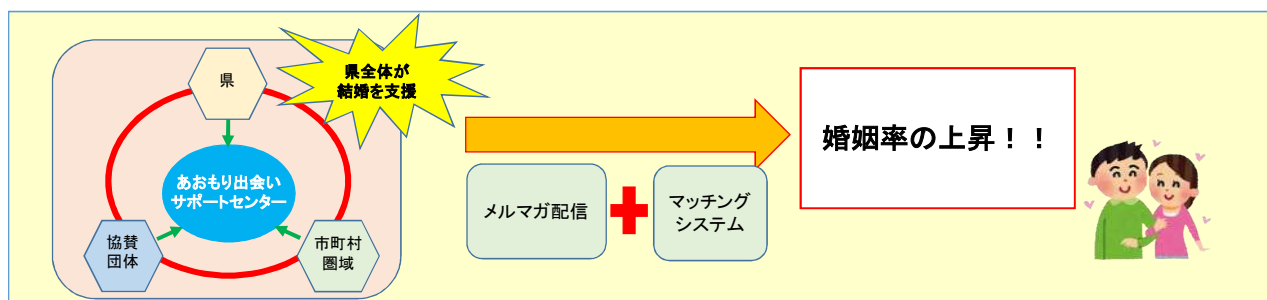 県
県全体が
結婚を支援
あおもり出会い
サポートセンター
協賛
団体
市町村
圏域
メルマガ配信
マッチング
システム
婚姻率の上昇！！